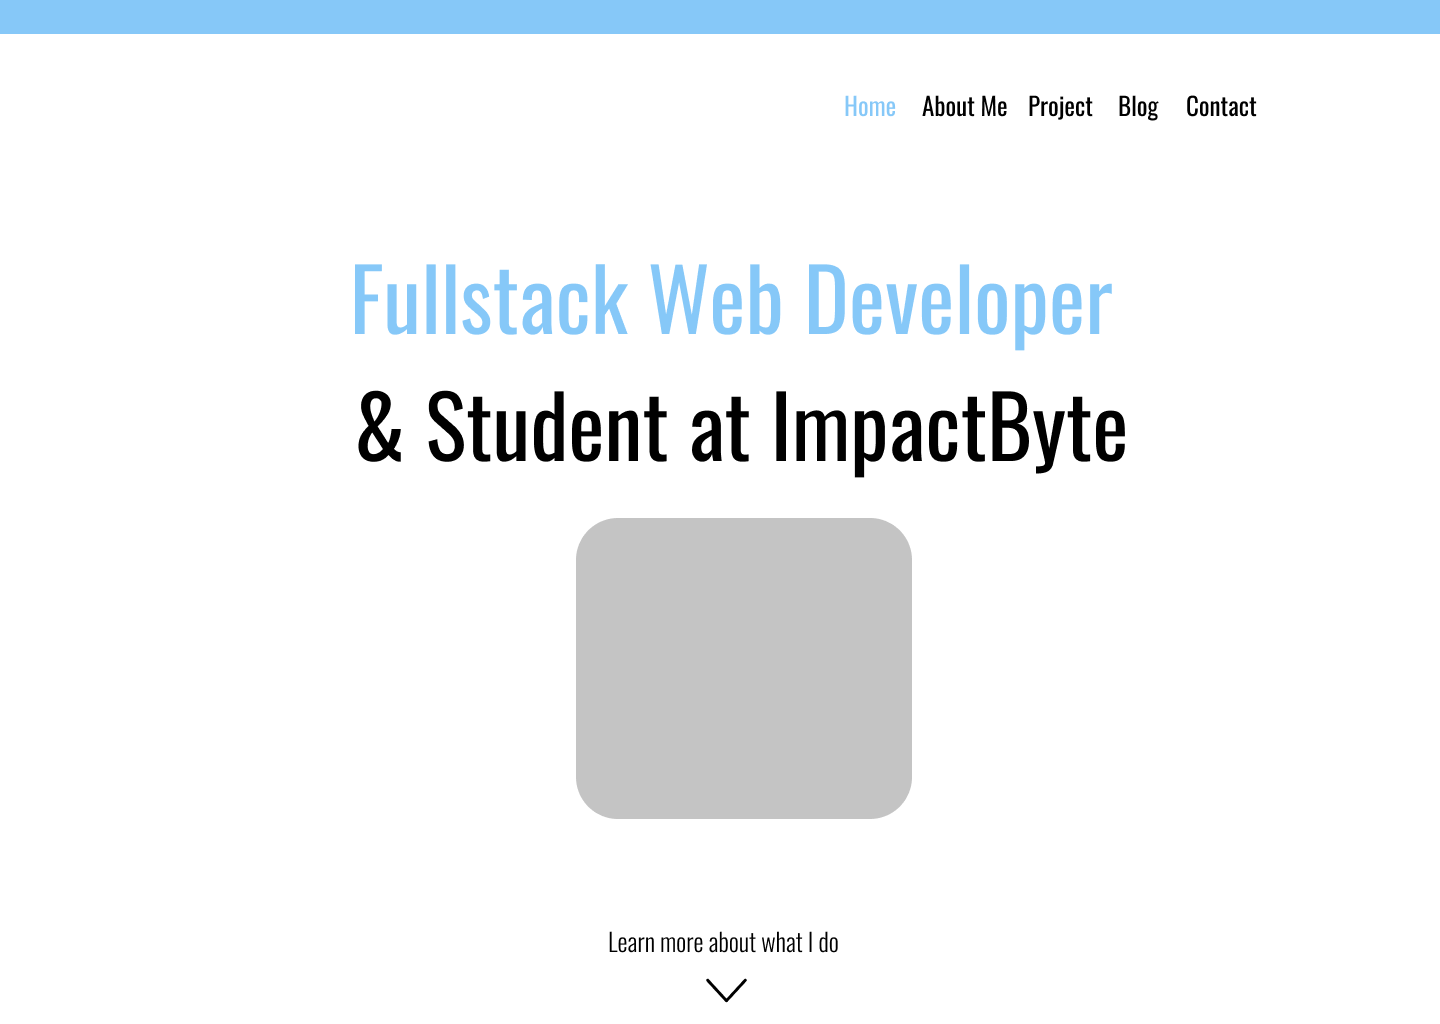 Home About Me Project Blog Contact
Fullstack Web Developer
& Student at ImpactByte
Learn more about what I do